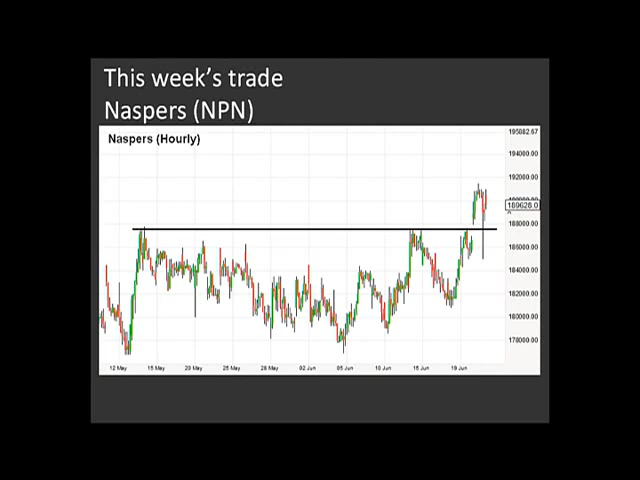 This week's trade
Naspers (NPN)
Naspers (Hourly)
195082.67
194000.00
192000.00
189628.0
188000.00
186000.00
184000.00
182000.00
180000.00
178000.00
12 May
15 May
20 May
25 May
28 May
02 Jun
05 Jun
10 Jun
15 Jun
19 Jun